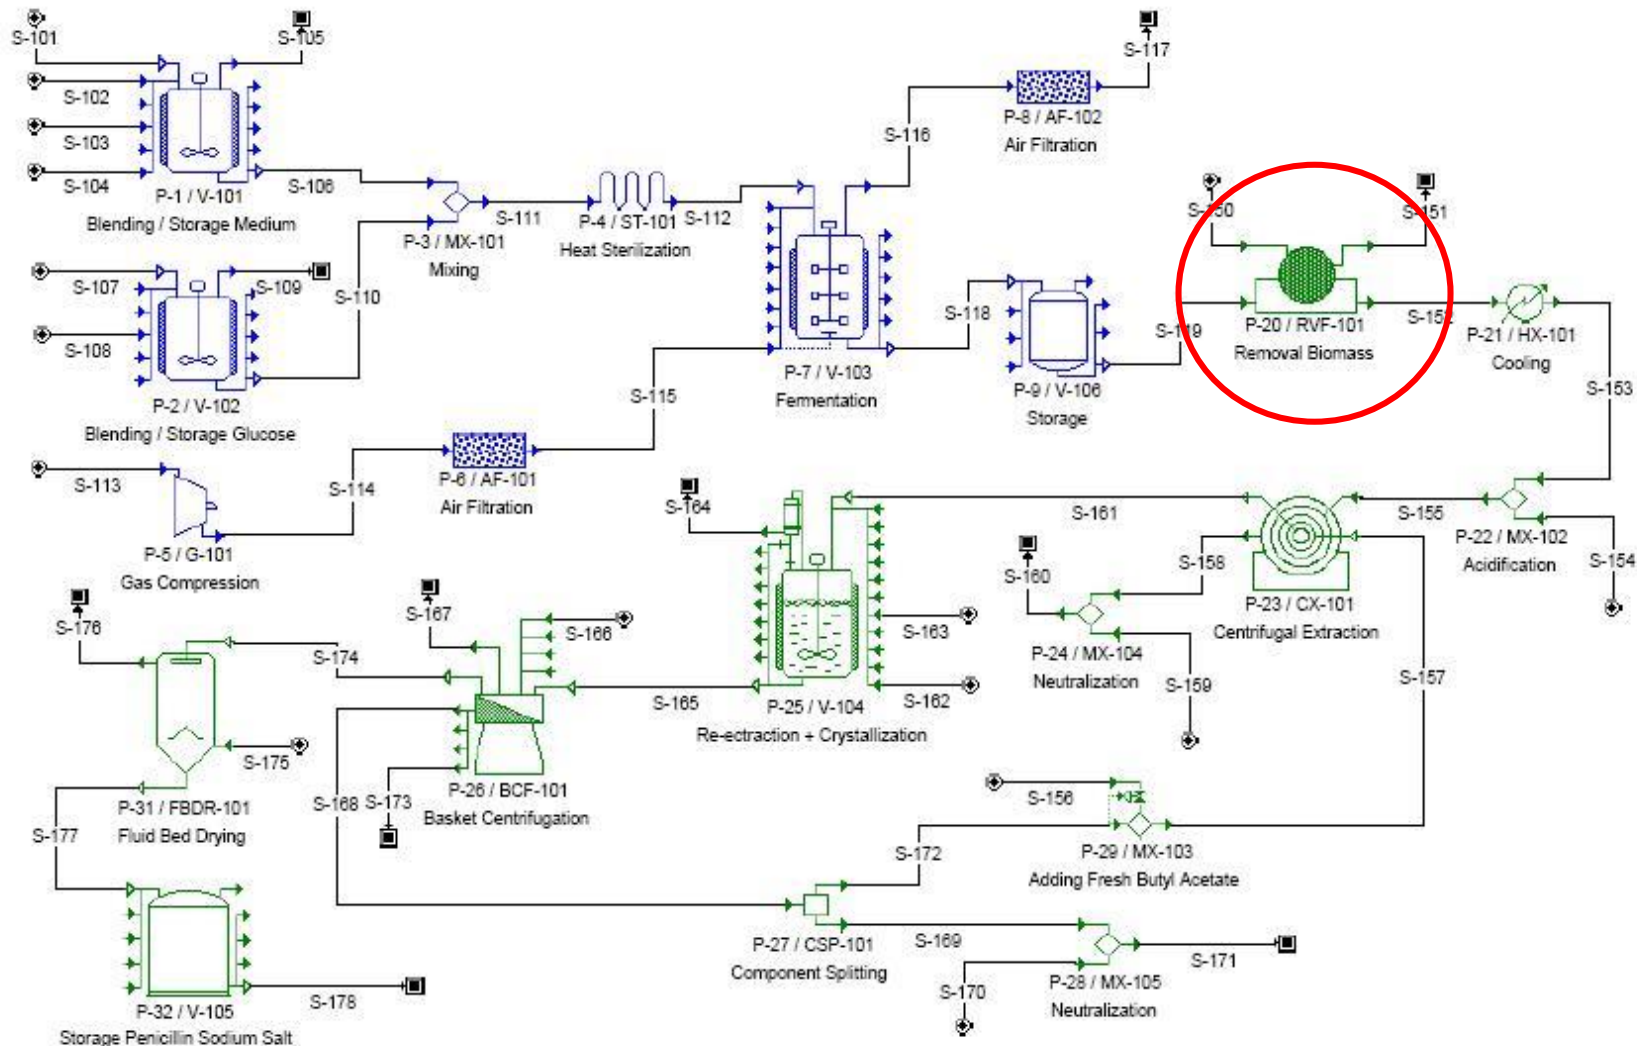 S-101
S-105
S-102
S-103
S-104
P-1 / V-101
Blending / Storage Medium
S-106
S-107
S-109
S-108
S-110
P-2 / V-102
Blending / Storage Glucose
P-3 / MX-101
Mixing
S-111
P-4 / ST-101
Heat Sterilization
S-112
S-113
P-5 / G-101
Gas Compression
S-114
P-6 / AF-101
Air Filtration
S-115
P-7 / V-103
Fermentation
S-116
P-8 / AF-102
Air Filtration
S-117
S-118
P-9 / V-106
Storage
S-119
S-150
S-151
P-20 / RVF-101
Removal Biomass
S-152
P-21 / HX-101
Cooling
S-153
P-22 / MX-102
Acidification
S-154
S-155
P-23 / CX-101
Centrifugal Extraction
S-161
S-158
S-160
P-24 / MX-104
Neutralization
S-159
S-157
S-164
S-163
S-162
P-25 / V-104
Re-ectraction + Crystallization
S-165
S-167
S-166
P-26 / BCF-101
Basket Centrifugation
S-168
S-173
S-174
S-176
S-175
P-31 / FBDR-101
Fluid Bed Drying
S-177
P-32 / V-105
Storage Penicillin Sodium Salt
S-178
S-156
P-29 / MX-103
Adding Fresh Butyl Acetate
S-172
P-27 / CSP-101
Component Splitting
S-169
S-170
P-28 / MX-105
Neutralization
S-171